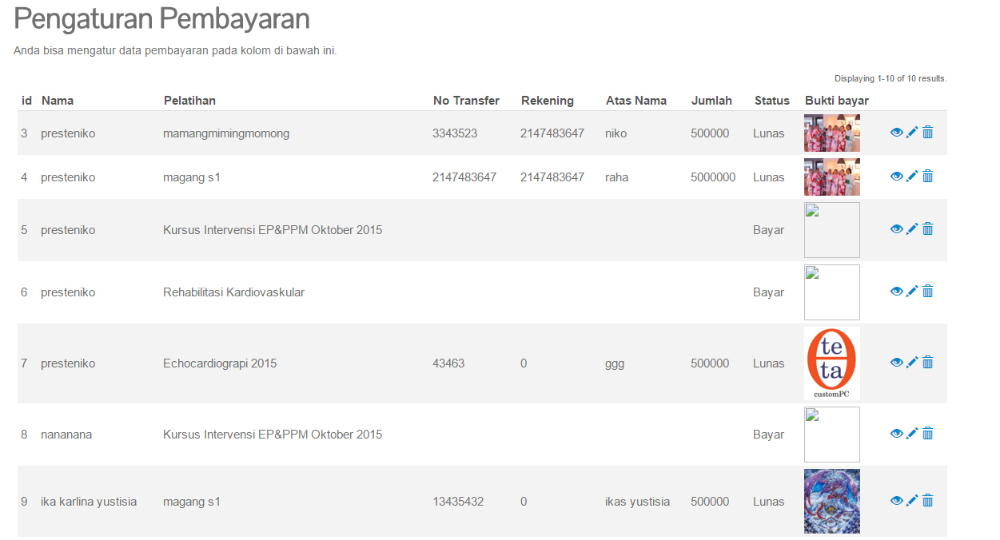 Pengaturan Pembayaran
Anda bisa mengatur data pembayaran pada kolom di bawah ini.
Displaying 1-10 of 10 results.
id Nama Pelatihan No Transfer Rekening Atas Nama Jumlah Status Bukti bayar
3 presteniko mamangmimingmomong 3343523 2147483647 niko 500000 Lunas
4 presteniko magang s1 2147483647 2147483647 raha 5000000 Lunas
5 presteniko Kursus Intervensi EP&PPM Oktober 2015 Bayar
6 presteniko Rehabilitasi Kardiovaskular Bayar
7 presteniko Echocardiograpi 2015 43463 0 ggg 500000 Lunas
te
ta
customPC
8 nananana Kursus Intervensi EP&PPM Oktober 2015 Bayar
9 ika karlina yustisia magang s1 13435432 0 ikas yustisia 500000 Lunas